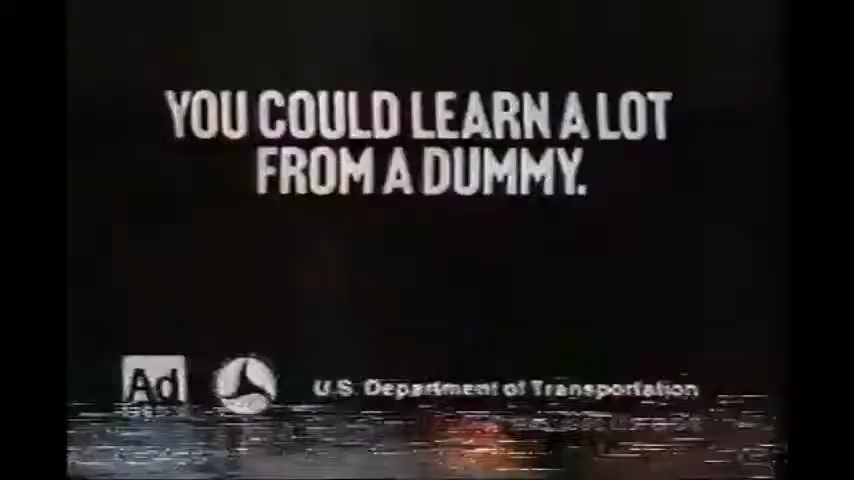 YOU COULD LEARN A LOT
FROM A DUMMY.
Ad
U.S. Department of Transportation